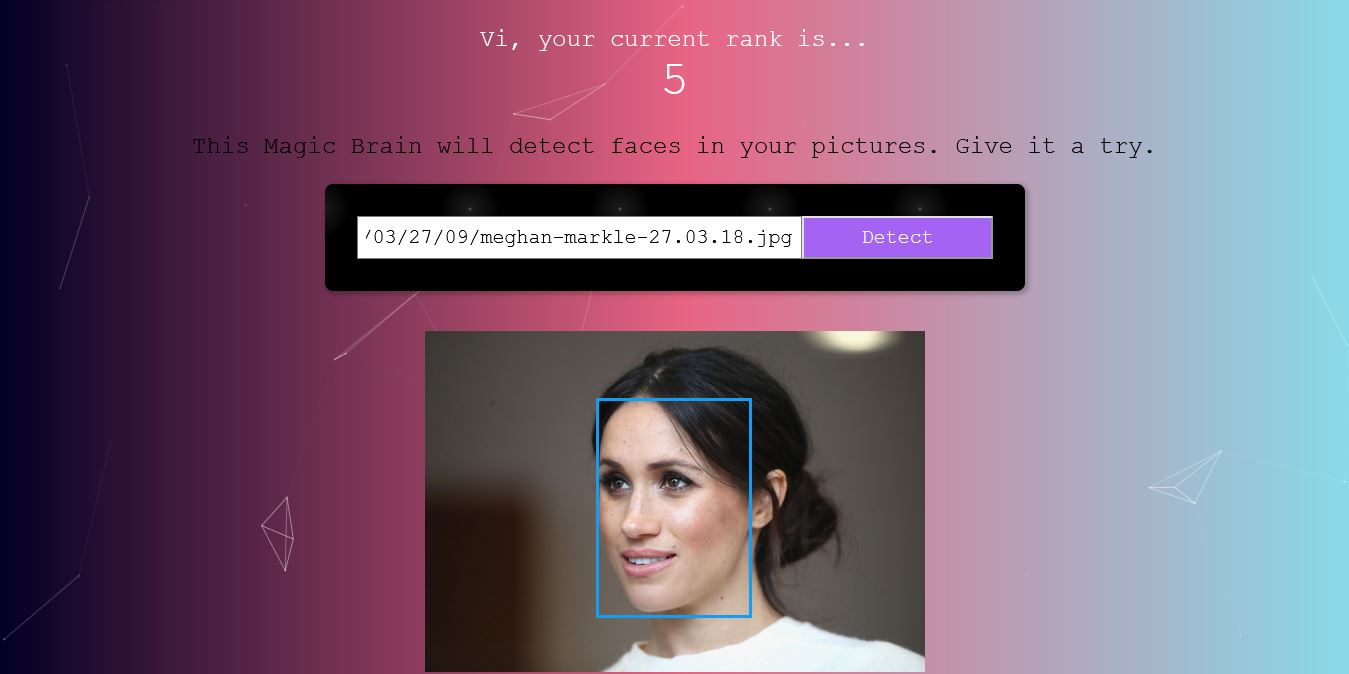 Vi, your current rank is...
5
This Magic Brain will detect faces in your pictures. Give it a try.
/03/27/09/meghan-markle-27.03.18.jpg
Detect